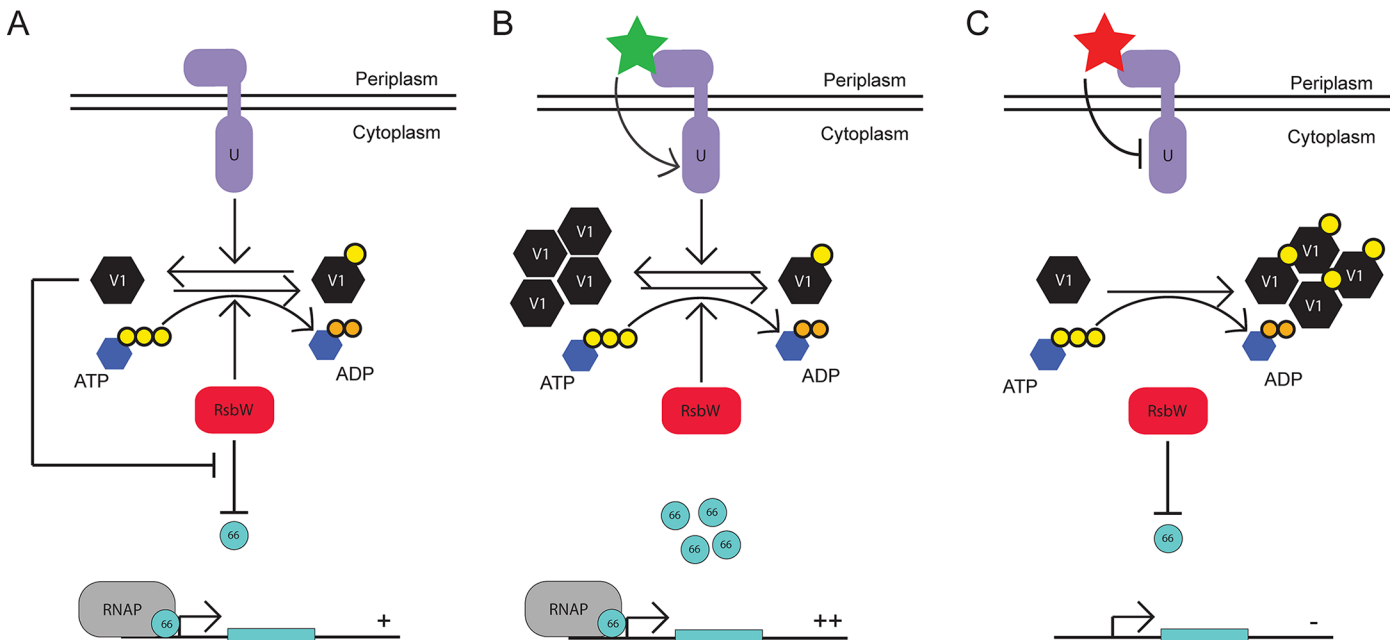 A
Periplasm
Cytoplasm
U
V1
V1
ATP
ADP
RsbW
66
RNAP
66
+
B
Periplasm
Cytoplasm
U
V1
V1
V1
V1
V1
ATP
ADP
RsbW
66
66
66
66
RNAP
66
++
C
Periplasm
Cytoplasm
U
V1
V1
V1
V1
ATP
ADP
RsbW
66
-